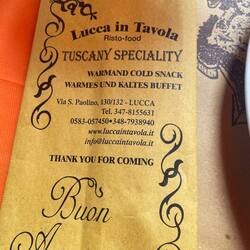 Lucca in Tavola
Risto-food
TUSCANY SPECIALITY
WARMAND COLD SNACK
WARMES UND KALTES BUFFET
Via S. Paolino, 130/132 - LUCCA
Tel. 347-8155631
0583-057450•348-7938940
www.luccaintavola.it
info@luccaintavola.it
THANK YOU FOR COMING
Buon